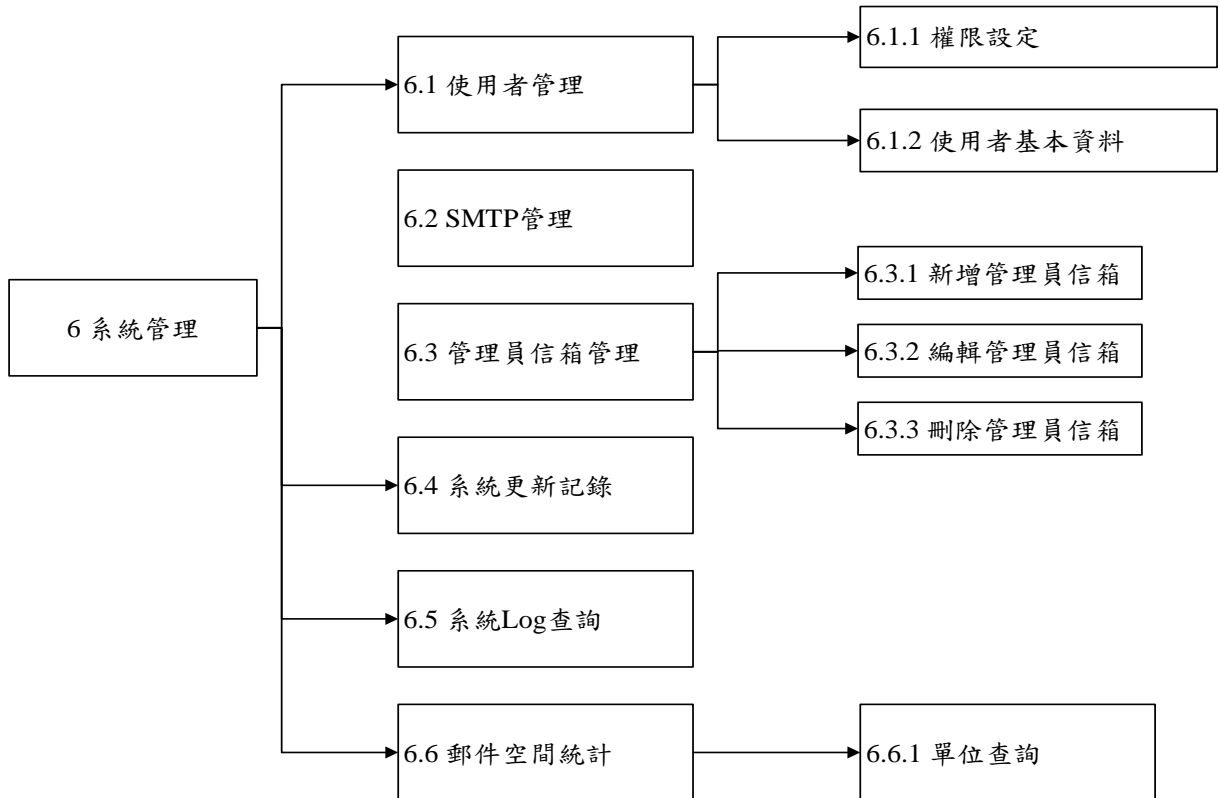 6 系統管理
6.1 使用者管理
6.1.1 權限設定
6.1.2 使用者基本資料
6.2 SMTP管理
6.3 管理員信箱管理
6.3.1 新增管理員信箱
6.3.2 編輯管理員信箱
6.3.3 刪除管理員信箱
6.4 系統更新記錄
6.5 系統Log查詢
6.6 郵件空間統計
6.6.1 單位查詢